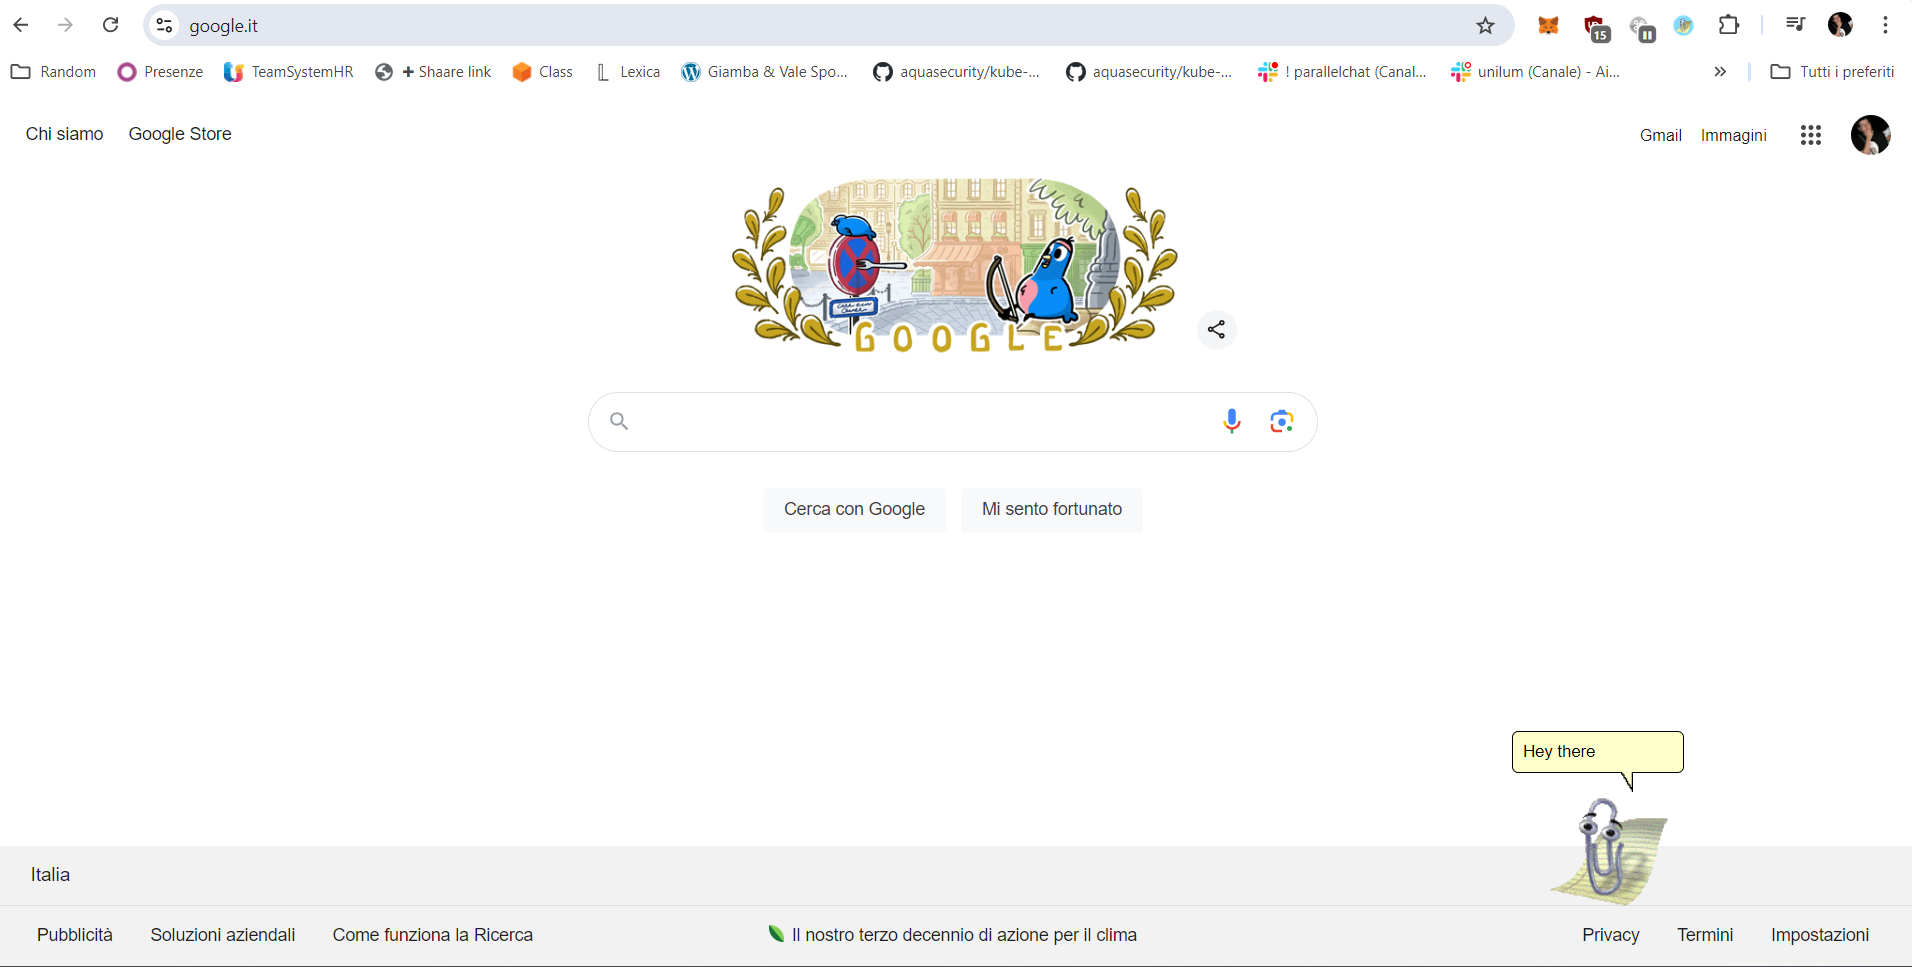 google.it
15
Random Presenze TeamSystemHR + Shaare link Class Lexica Giamba & Vale Spo... aquasecurity/kube-... aquasecurity/kube-... ! parallelchat (Canal... unilum (Canale) - Ai... » Tutti i preferiti
Chi siamo Google Store Gmail Immagini
GOOGLE
Cerca con Google Mi sento fortunato
Hey there
Italia
Pubblicità Soluzioni aziendali Come funziona la Ricerca Il nostro terzo decennio di azione per il clima Privacy Termini Impostazioni